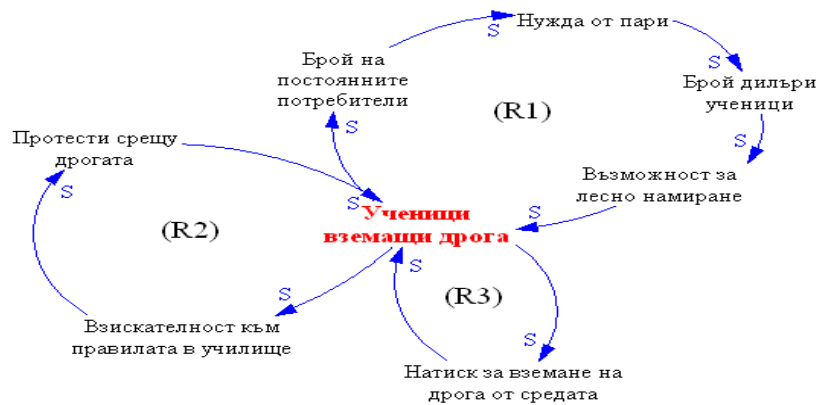 Нужда от пари
S
Брой на
постоянните
потребители
S
Брой дилъри
ученици
(R1)
S
S
Протести срещу
дрогата
Възможност за
лесно намиране
S
S
S
Ученици
вземащи дрога
(R2)
S
S
(R3)
S
Взискателност към
правилата в училище
S
Натиск за вземане на
дрога от средата